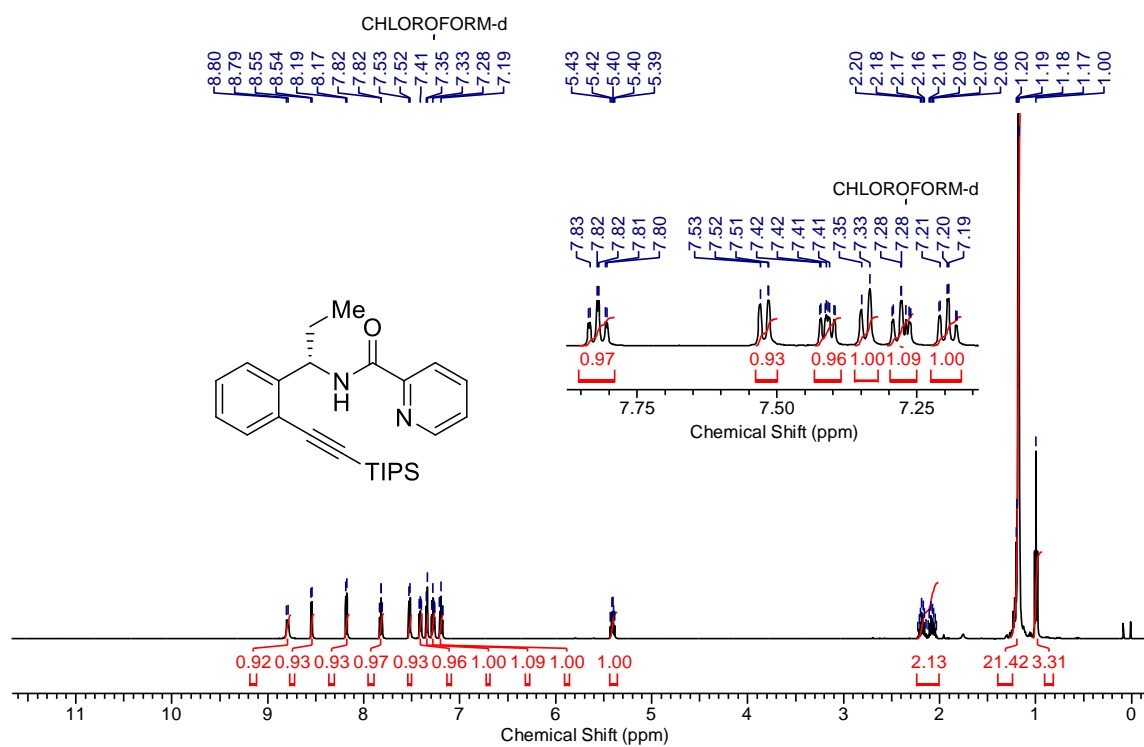 CHLOROFORM-d
8.80 8.79 8.55 8.54 8.19 8.17 7.82 7.82 7.53 7.52 7.41 7.35 7.33 7.28 7.19
5.43 5.42 5.40 5.40 5.39
2.20 2.18 2.17 2.16 2.11 2.09 2.07 2.06 1.20 1.19 1.18 1.17 1.00
CHLOROFORM-d
7.83 7.82 7.82 7.81 7.80 7.53 7.52 7.51 7.42 7.42 7.41 7.41 7.35 7.33 7.28 7.28 7.21 7.20 7.19
0.97 0.93 0.96 1.00 1.09 1.00
7.75 7.50 7.25
Chemical Shift (ppm)
Me
O
N
H
N
TIPS
0.92 0.93 0.93 0.97 0.93 0.96 1.00 1.09 1.00 1.00 2.13 21.42 3.31
11 10 9 8 7 6 5 4 3 2 1 0
Chemical Shift (ppm)